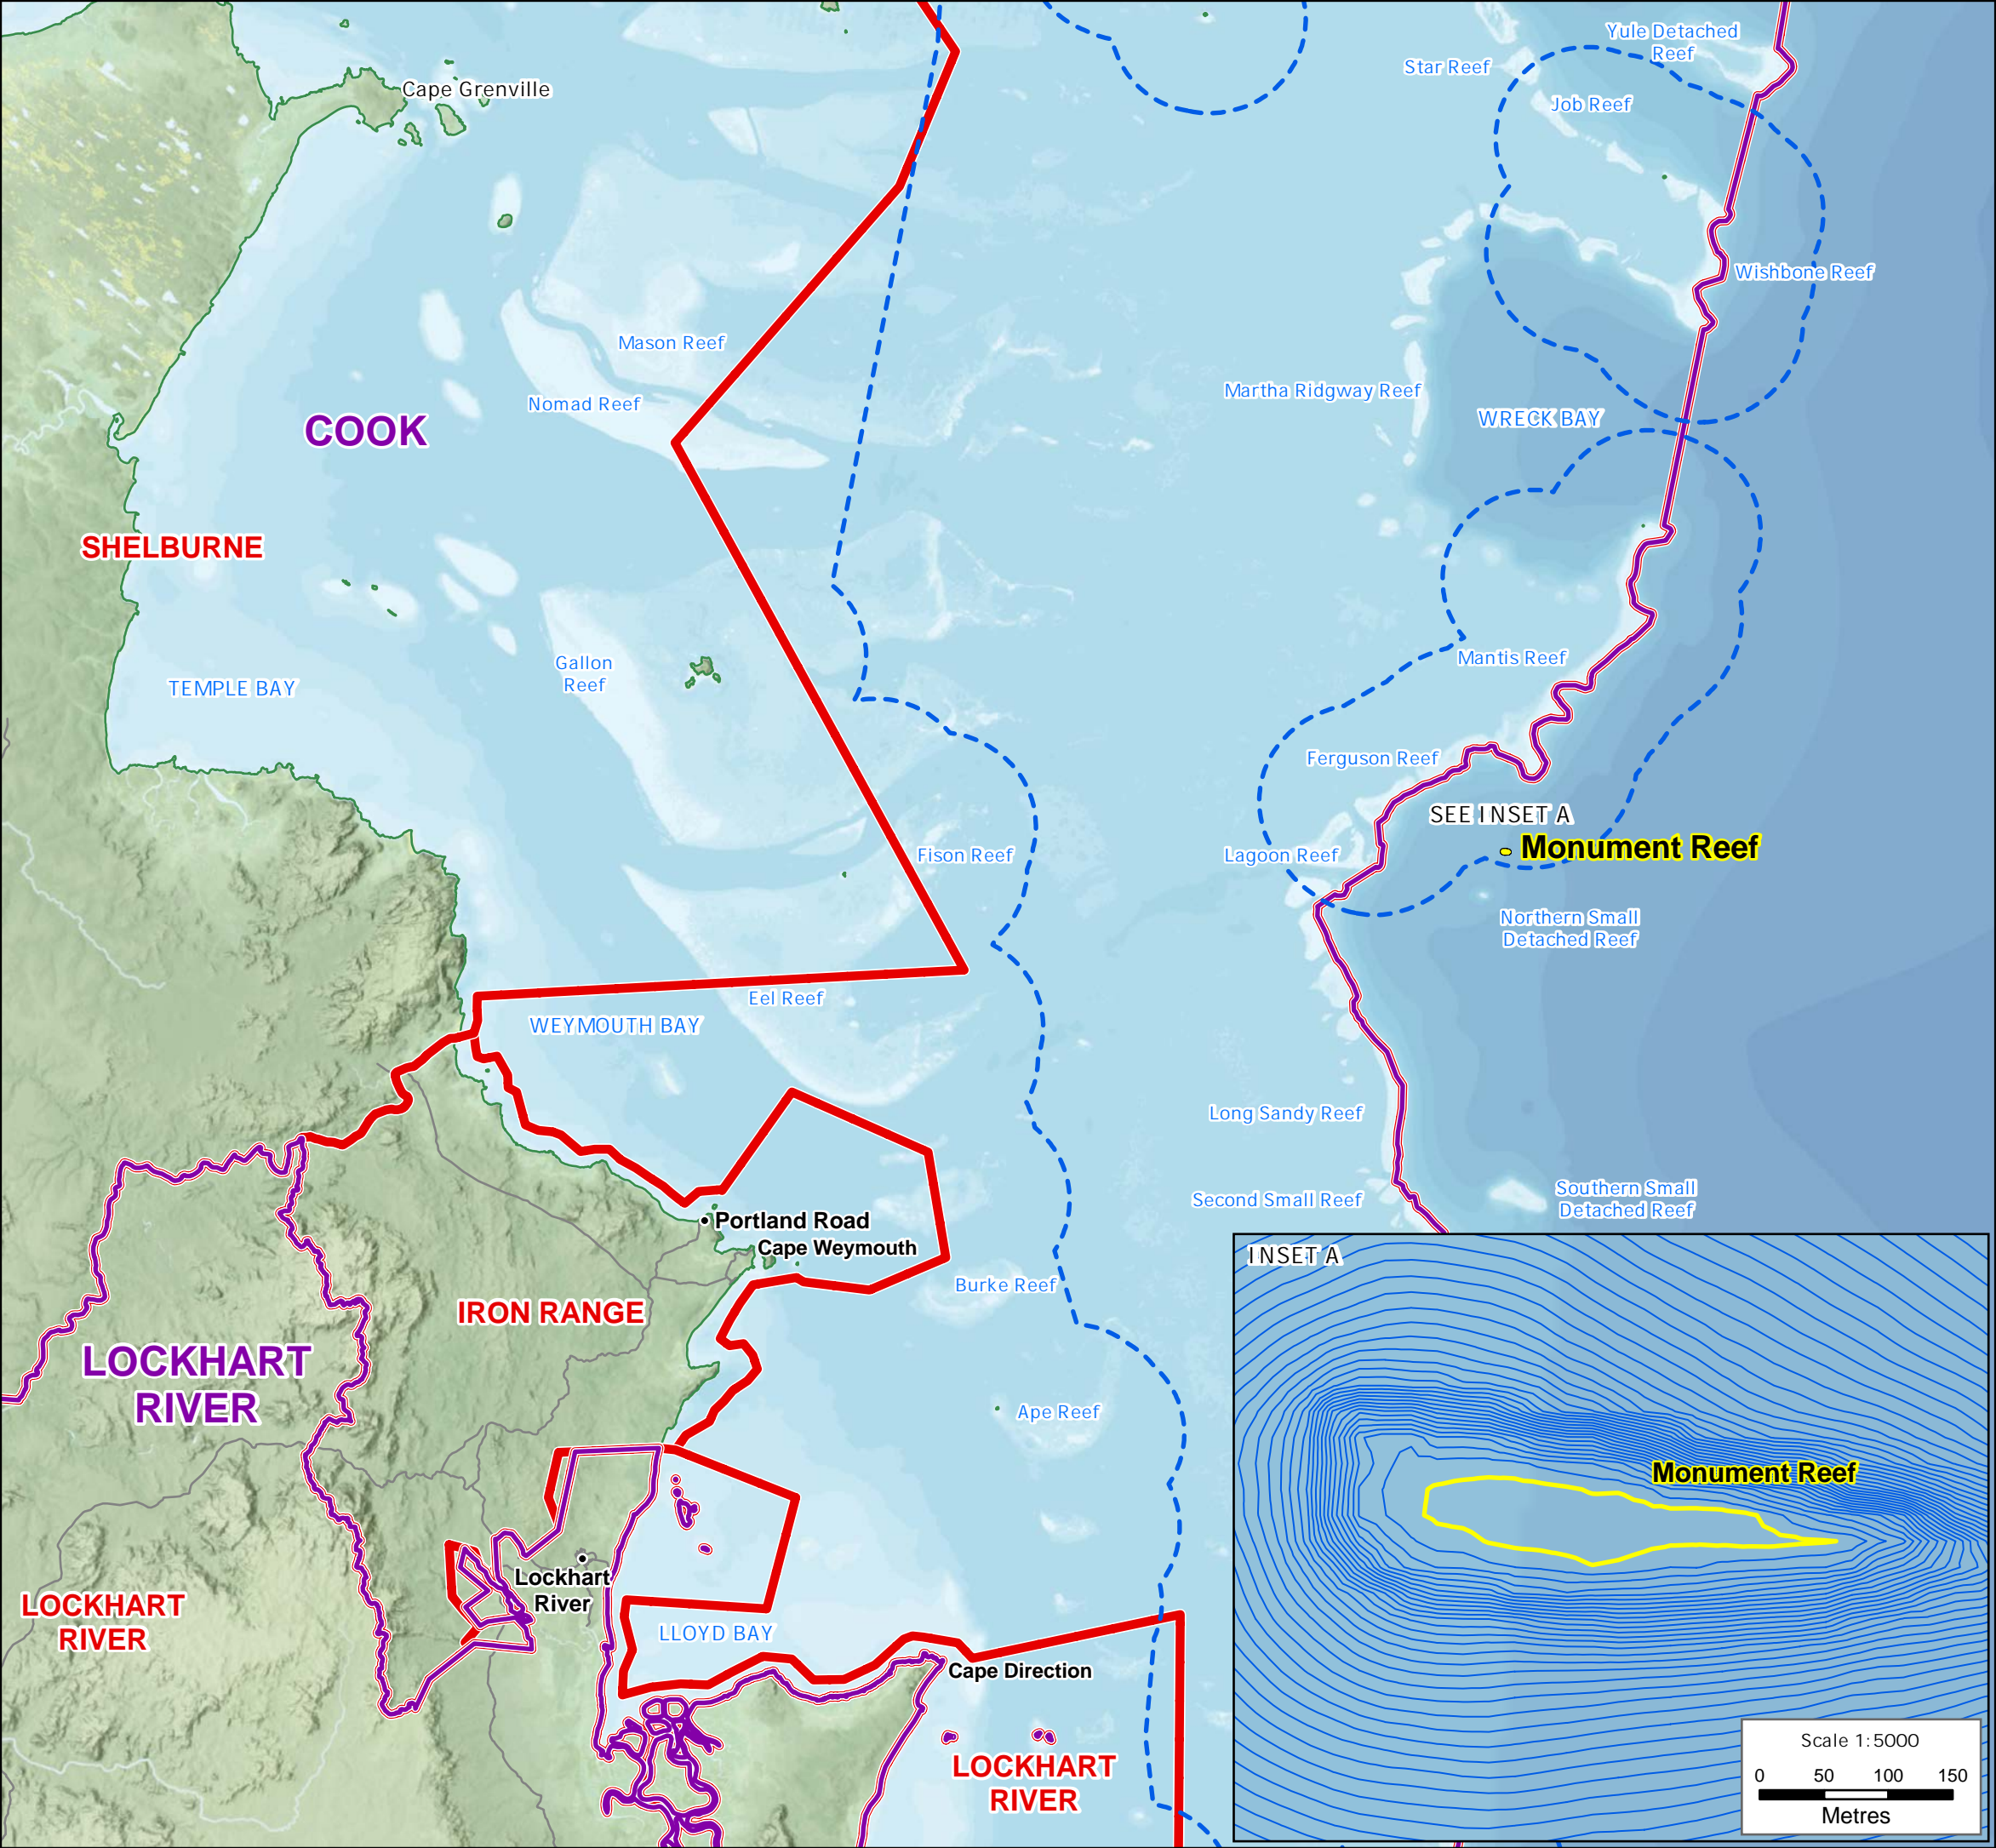 Yule Detached
Reef
Star Reef
Cape Grenville
Job Reef
Wishbone Reef
Mason Reef
Martha Ridgway Reef
Nomad Reef
WRECK BAY
COOK
SHELBURNE
Gallon
Reef
Mantis Reef
TEMPLE BAY
Ferguson Reef
SEE INSET A
Monument Reef
Fison Reef
Lagoon Reef
Northern Small
Detached Reef
Eel Reef
WEYMOUTH BAY
Long Sandy Reef
Second Small Reef
Southern Small
Detached Reef
Portland Road
Cape Weymouth
INSET A
Burke Reef
IRON RANGE
LOCKHART
RIVER
Ape Reef
Monument Reef
Lockhart
River
LOCKHART
RIVER
LLOYD BAY
Cape Direction
LOCKHART
RIVER
Scale 1:5000
0 50 100 150
Metres